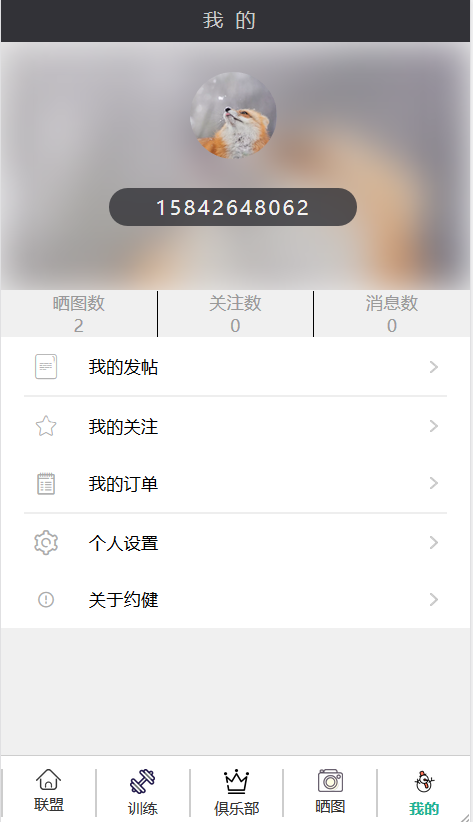 我 的
15842648062
晒图数 关注数 消息数
2 0 0
我的发帖
我的关注
我的订单
个人设置
关于约健
联盟 训练 俱乐部 晒图 我的